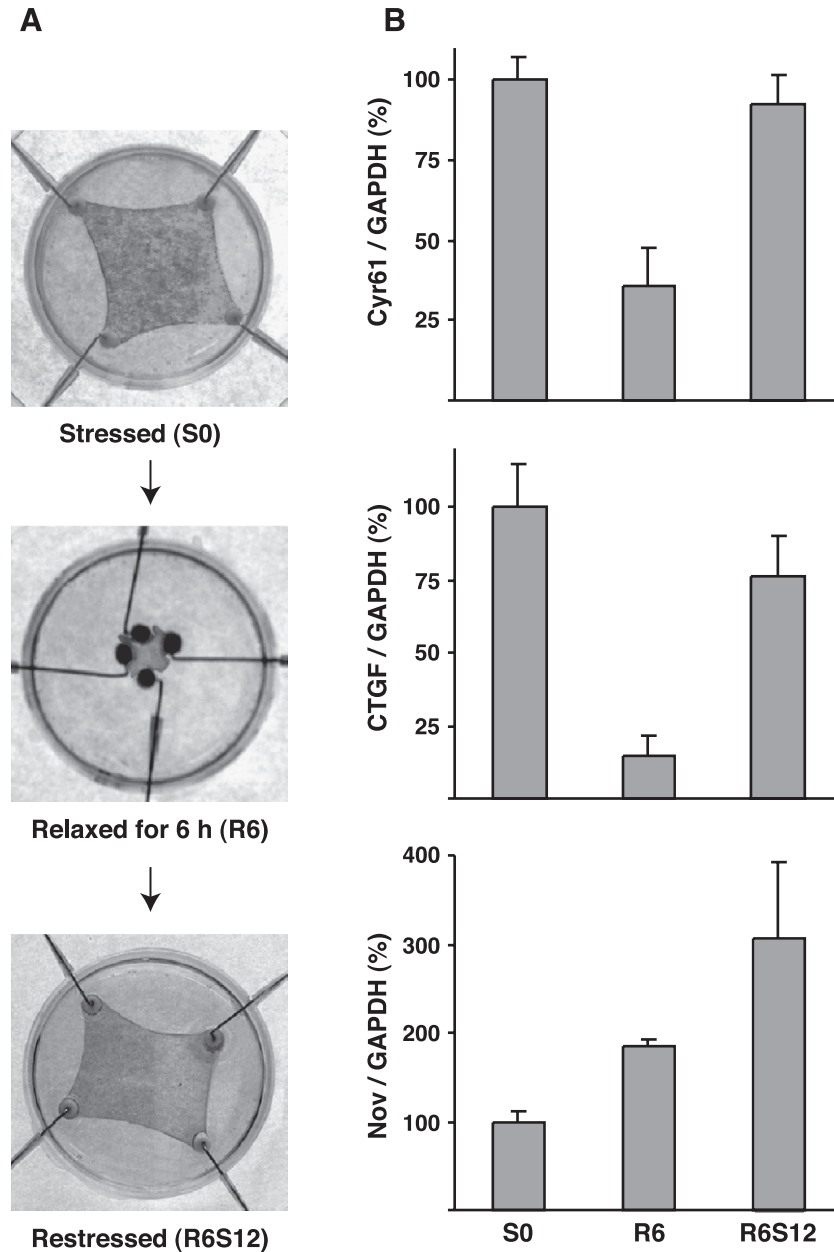 A
Stressed (S0)
Relaxed for 6 h (R6)
Restressed (R6S12)
B
Cyr61 / GAPDH (%)
100
75
50
25
CTGF / GAPDH (%)
100
75
50
25
Nov / GAPDH (%)
400
300
200
100
S0 R6 R6S12